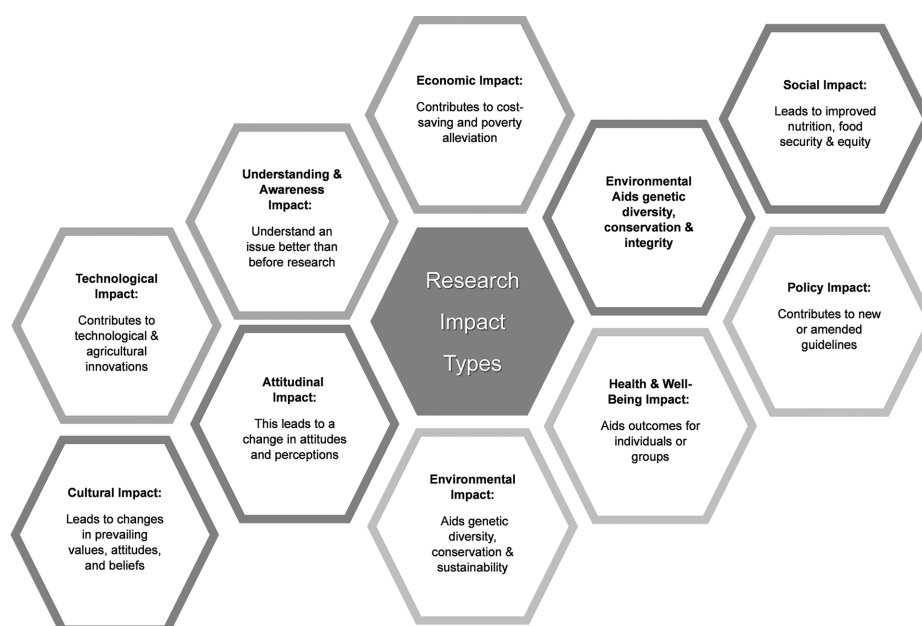 Economic Impact:
Contributes to cost-
saving and poverty
alleviation
Social Impact:
Leads to improved
nutrition, food
security & equity
Understanding &
Awareness
Impact:
Understand an
issue better than
before research
Environmental
Aids genetic
diversity,
conservation &
integrity
Technological
Impact:
Contributes to
technological &
agricultural
innovations
Research
Impact
Types
Policy Impact:
Contributes to new
or amended
guidelines
Attitudinal
Impact:
This leads to a
change in attitudes
and perceptions
Health & Well-
Being Impact:
Aids outcomes for
individuals or
groups
Cultural Impact:
Leads to changes
in prevailing
values, attitudes,
and beliefs
Environmental
Impact:
Aids genetic
diversity,
conservation &
sustainability